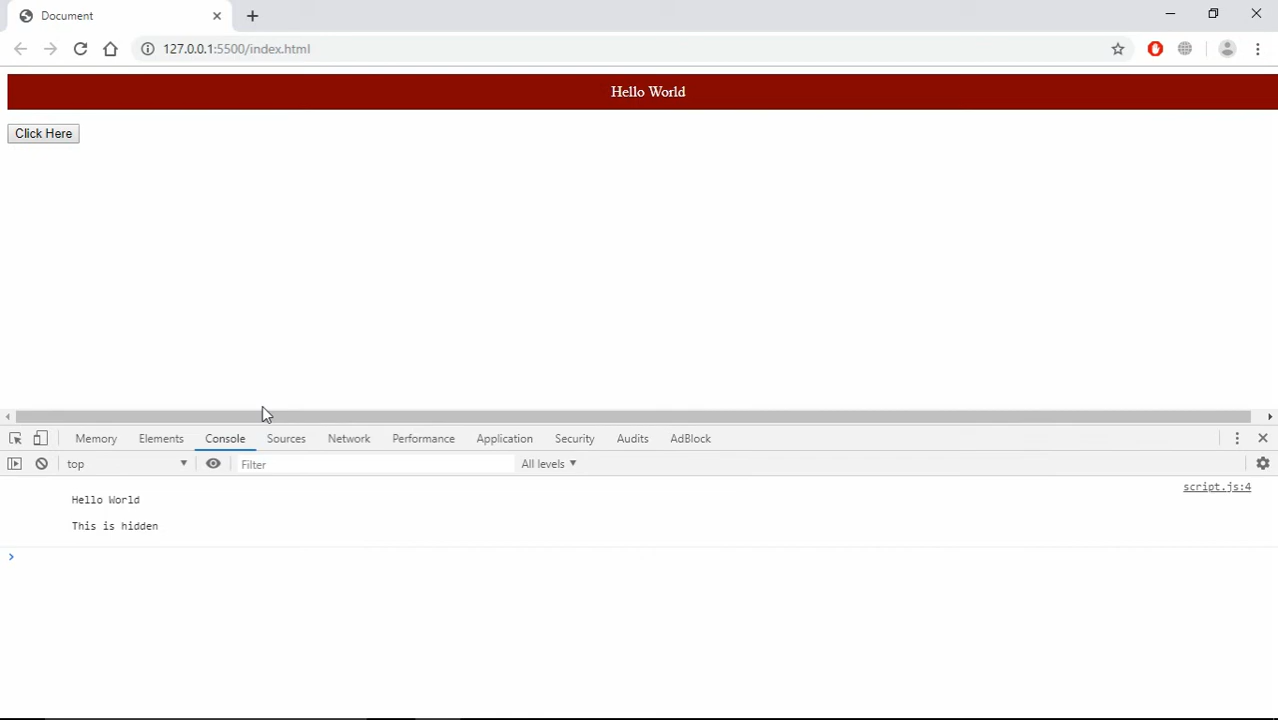 Document
127.0.0.1:5500/index.html
Hello World
Click Here
Memory Elements Console Sources Network Performance Application Security Audits AdBlock
top Filter All levels
script.js:4
Hello World
This is hidden